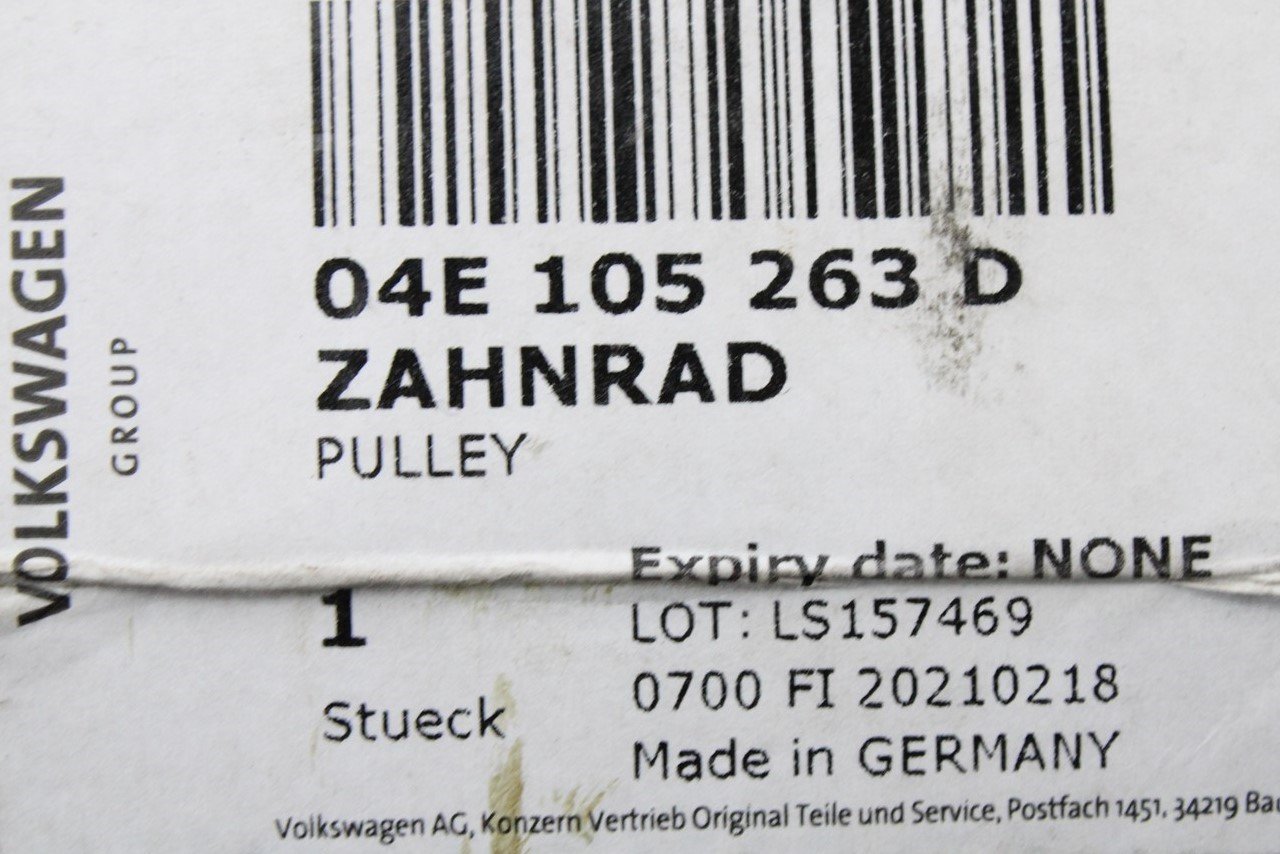 VOLKSWAGEN
GROUP
04E 105 263 D
ZAHNRAD
PULLEY
1
Stueck
Expiry date: NONE
LOT: LS157469
0700 FI 20210218
Made in GERMANY
Volkswagen AG, Konzern Vertrieb Original Teile und Service, Postfach 1451, 34219